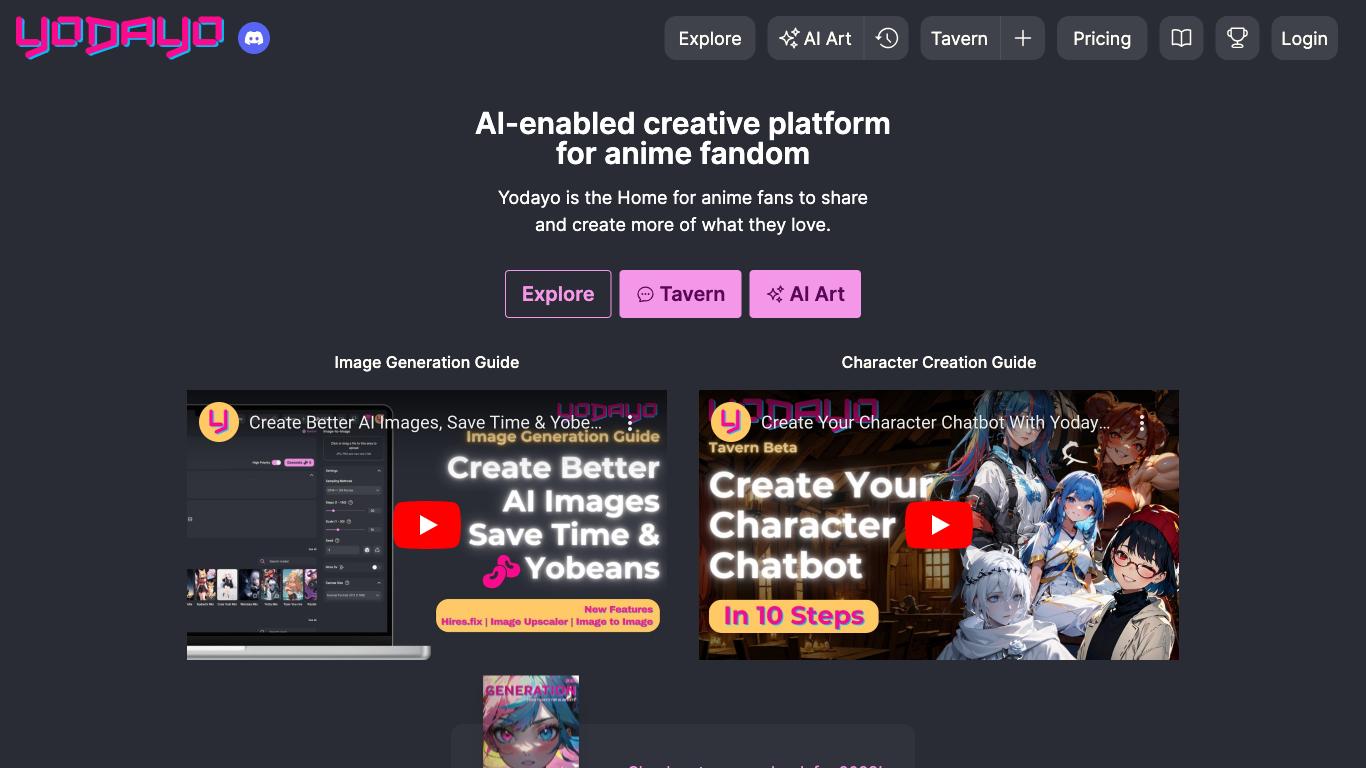 YODAYO
Explore
AI Art
Tavern
Pricing
Login
AI-enabled creative platform
for anime fandom
Yodayo is the Home for anime fans to share
and create more of what they love.
Explore
Tavern
AI Art
Image Generation Guide
Character Creation Guide
YODAYO
Create Better AI Images, Save Time & Yobe...
Image Generation Guide
Create Better
AI Images
Save Time &
Yobeans
New Features
Hires.fix | Image Upscaler | Image to Image
YODAYO
Create Your Character Chatbot With Yoday...
Tavern Beta
Create Your
Character
Chatbot
In 10 Steps
GENERATION